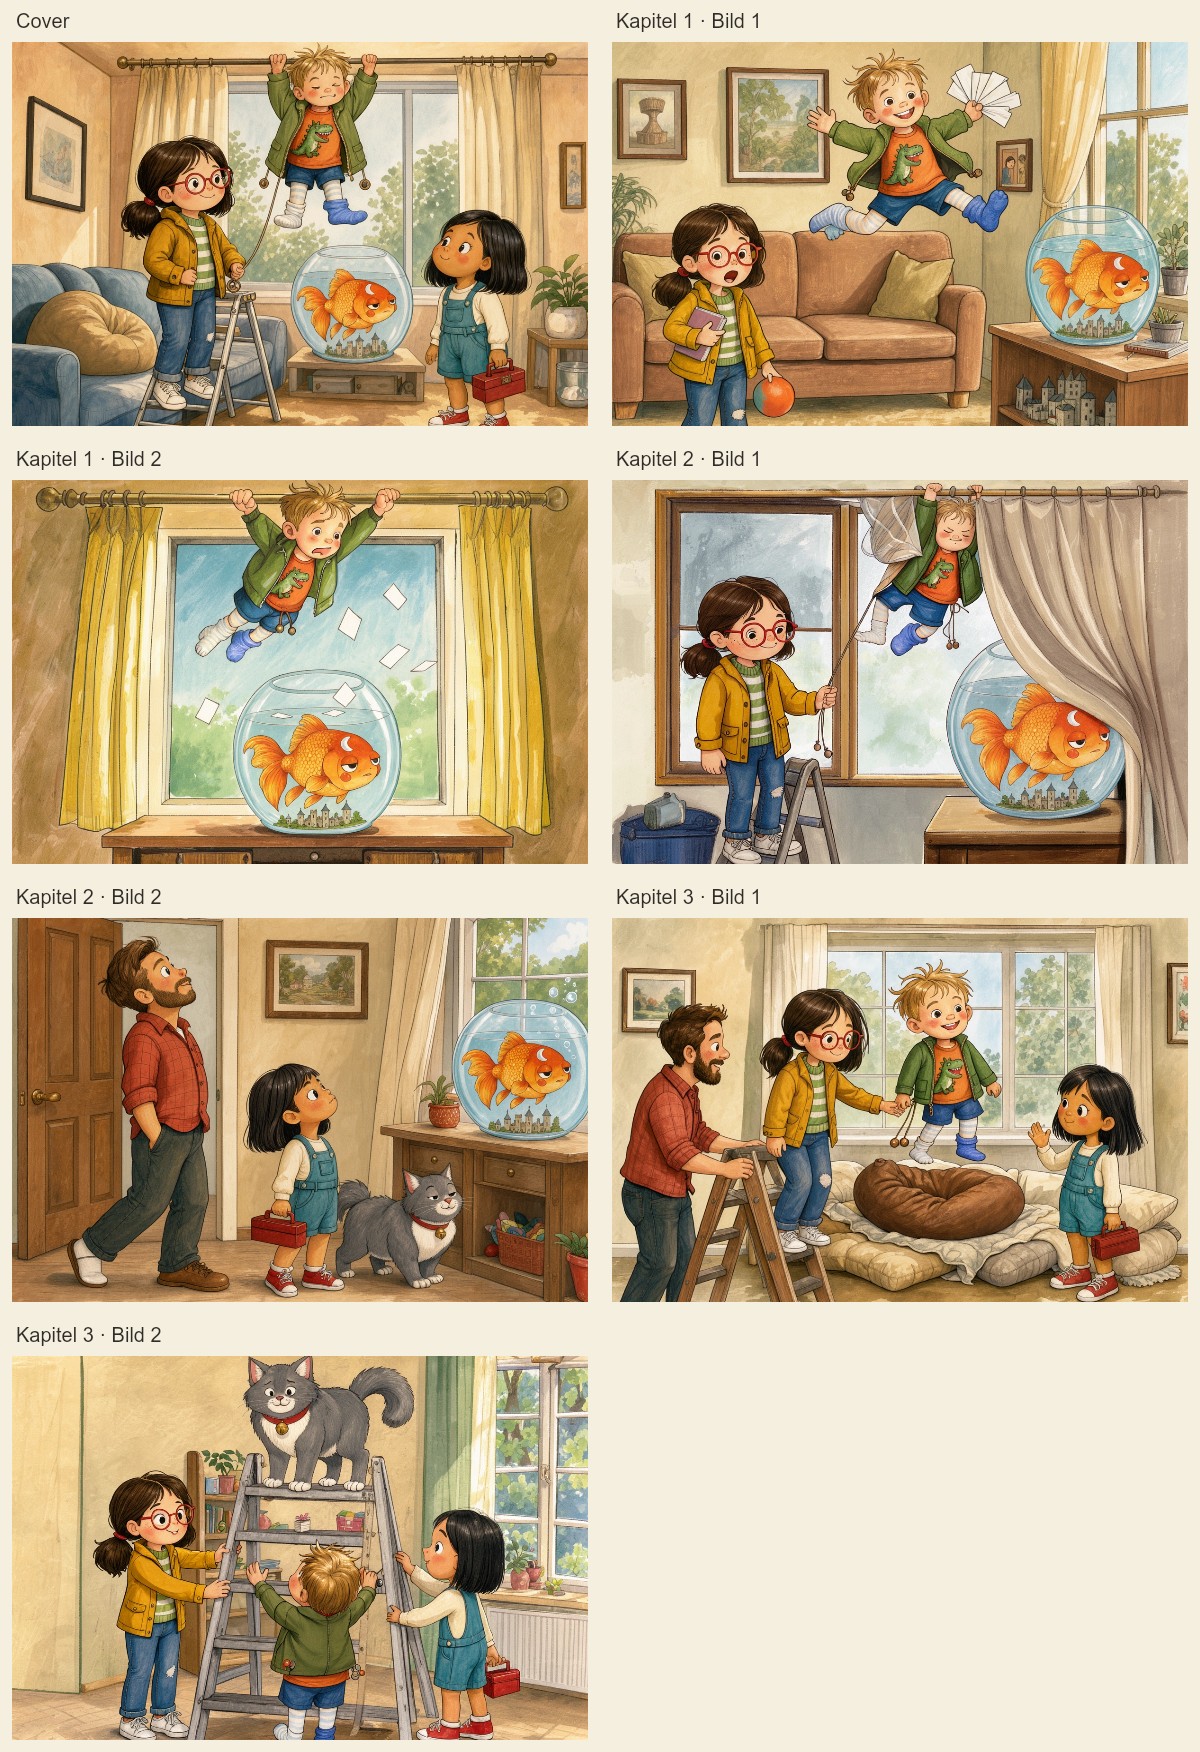 Cover
Kapitel 1 · Bild 1
Kapitel 1 · Bild 2
Kapitel 2 · Bild 1
Kapitel 2 · Bild 2
Kapitel 3 · Bild 1
Kapitel 3 · Bild 2